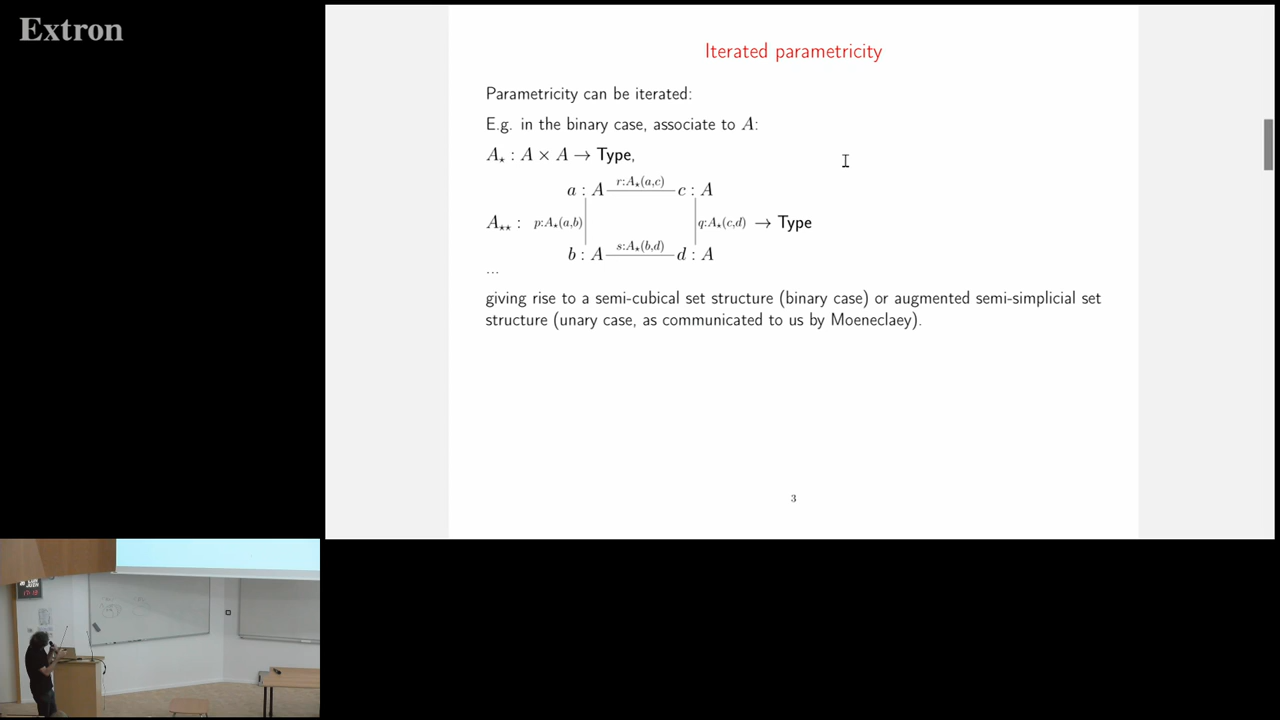 Extron
Iterated parametricity
Parametricity can be iterated:
E.g. in the binary case, associate to A:
A⋆ : A × A → Type,
a : A r:A⋆(a,c) c : A
A⋆⋆ : p:A⋆(a,b) q:A⋆(c,d) → Type
b : A s:A⋆(b,d) d : A
...
giving rise to a semi-cubical set structure (binary case) or augmented semi-simplicial set
structure (unary case, as communicated to us by Moeneclaey).
3